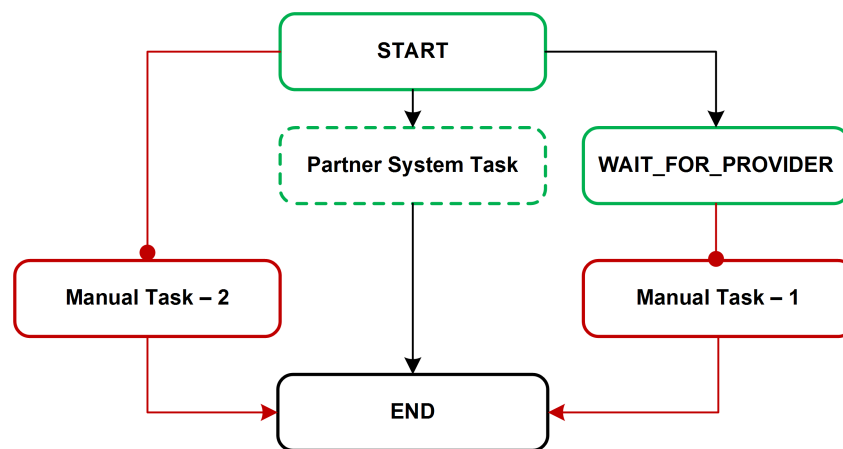 START
Partner System Task
WAIT_FOR_PROVIDER
Manual Task – 2
Manual Task – 1
END